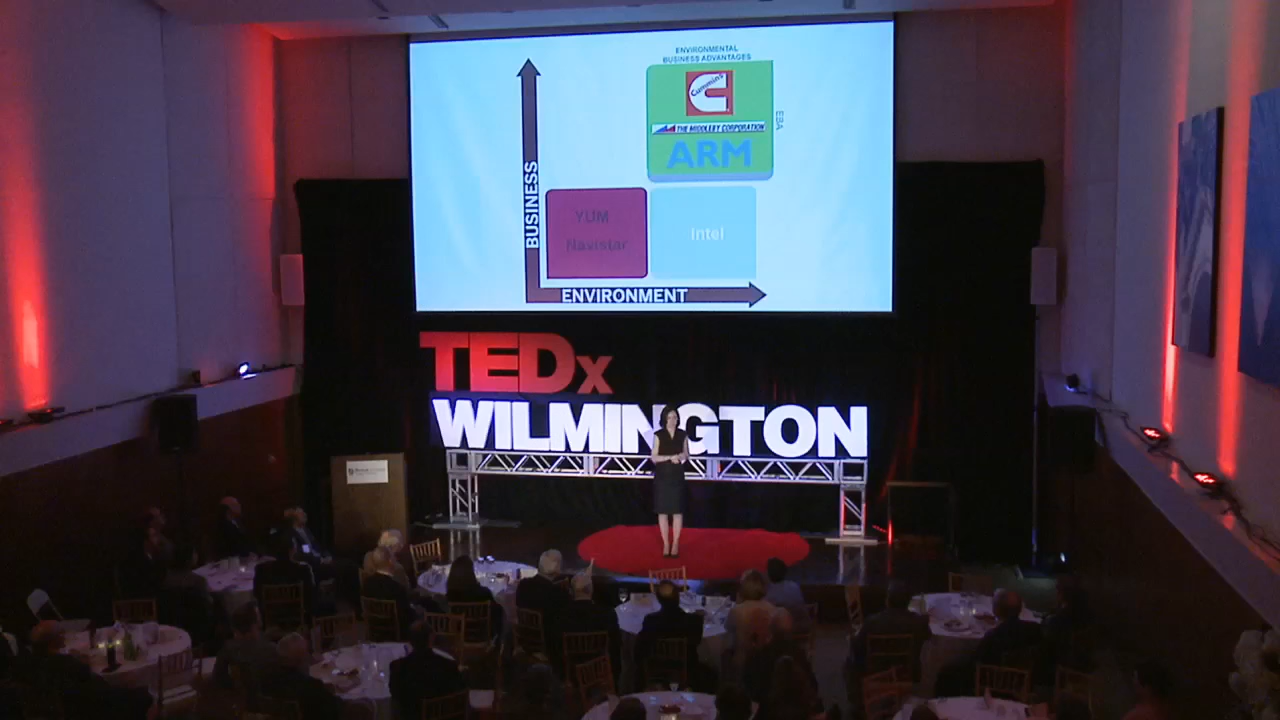 ENVIRONMENTAL
BUSINESS ADVANTAGES
Cummins
THE MIDDLEBY CORPORATION
ARM
EBA
BUSINESS
YUM
Navistar
Intel
ENVIRONMENT
TEDx
WILMINGTON